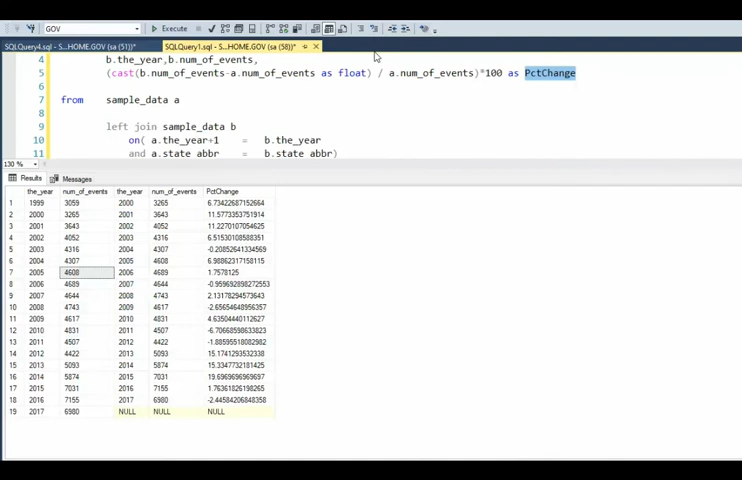 GOV Execute
SQLQuery4.sql - S...HOME.GOV (sa (51))* SQLQuery1.sql - S...HOME.GOV (sa (58))*
4 b.the_year,b.num_of_events,
5 (cast(b.num_of_events-a.num_of_events as float) / a.num_of_events)*100 as PctChange
6
7 from sample_data a
8
9 left join sample_data b
10 on( a.the_year+1 = b.the_year
11 and a.state_abbr = b.state_abbr)
130 %
Results Messages
the_year num_of_events the_year num_of_events PctChange
1 1999 3059 2000 3265 6.73422687152664
2 2000 3265 2001 3643 11.5773353751914
3 2001 3643 2002 4052 11.2270107054625
4 2002 4052 2003 4316 6.51530108588351
5 2003 4316 2004 4307 -0.20852641334569
6 2004 4307 2005 4608 6.98862317158115
7 2005 4608 2006 4689 1.7578125
8 2006 4689 2007 4644 -0.959692898272553
9 2007 4644 2008 4743 2.13178294573643
10 2008 4743 2009 4617 -2.65654648956357
11 2009 4617 2010 4831 4.63504440112627
12 2010 4831 2011 4507 -6.70668598633823
13 2011 4507 2012 4422 -1.88595518082982
14 2012 4422 2013 5093 15.1741293532338
15 2013 5093 2014 5874 15.3347732181425
16 2014 5874 2015 7031 19.6969696969697
17 2015 7031 2016 7155 1.76361826198265
18 2016 7155 2017 6980 -2.44584206848358
19 2017 6980 NULL NULL NULL